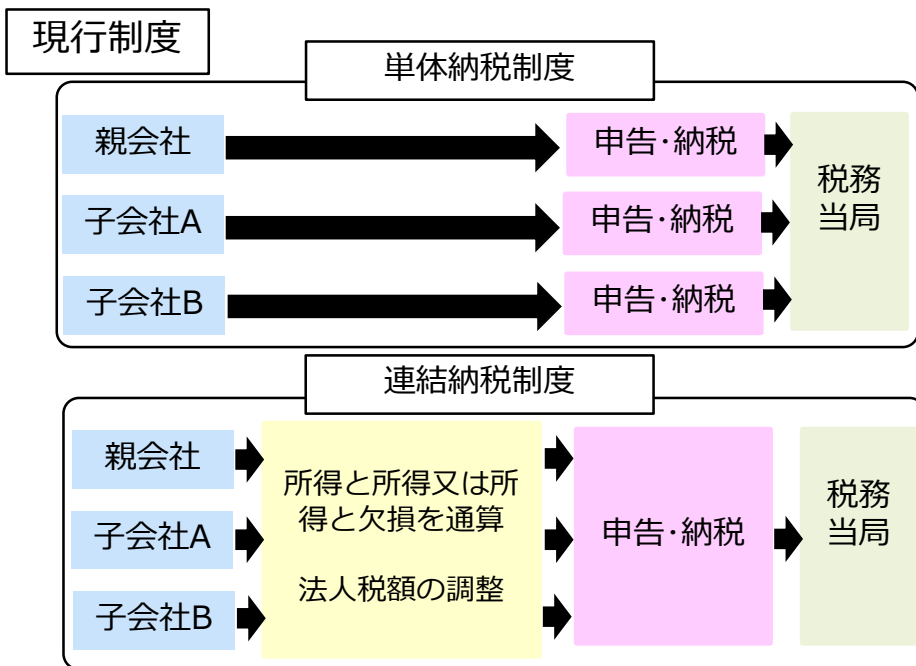 現行制度
単体納税制度
親会社
申告・納税
子会社A
申告・納税
子会社B
申告・納税
税務
当局
連結納税制度
親会社
子会社A
子会社B
所得と所得又は所
得と欠損を通算
法人税額の調整
申告・納税
税務
当局